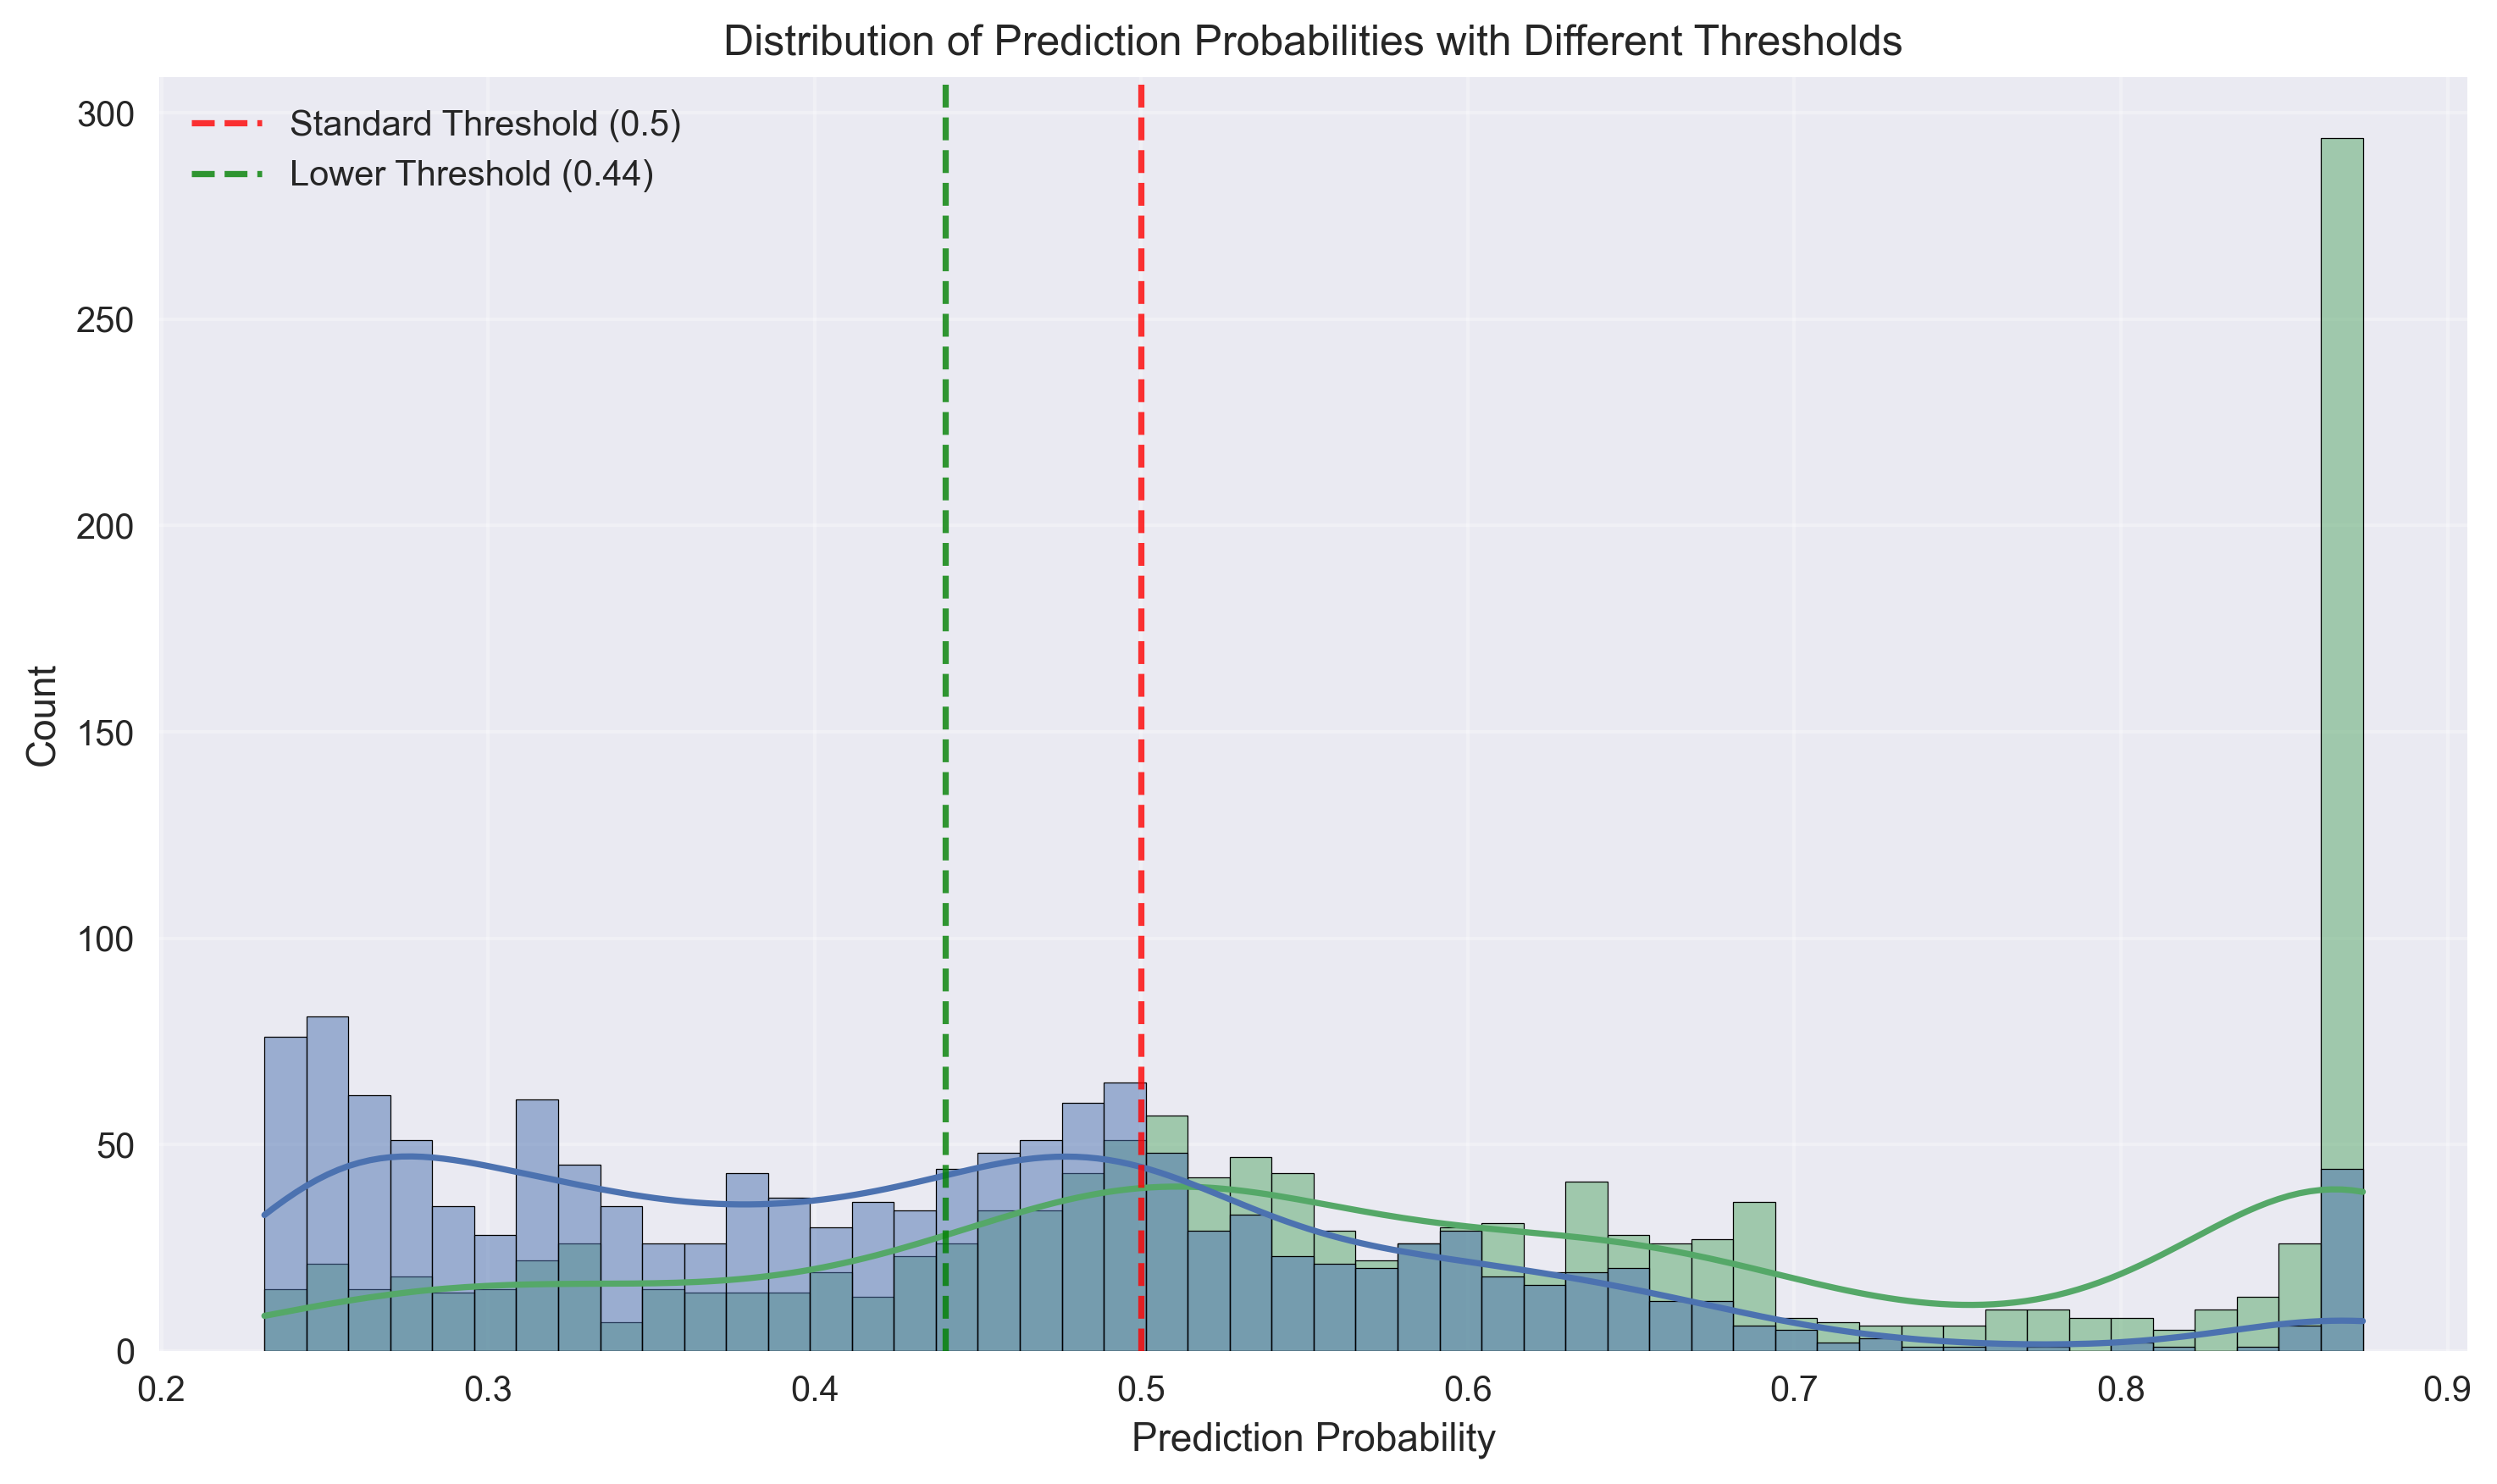 Distribution of Prediction Probabilities with Different Thresholds
Standard Threshold (0.5)
Lower Threshold (0.44)
300
250
200
150
100
50
0
Count
0.2 0.3 0.4 0.5 0.6 0.7 0.8 0.9
Prediction Probability